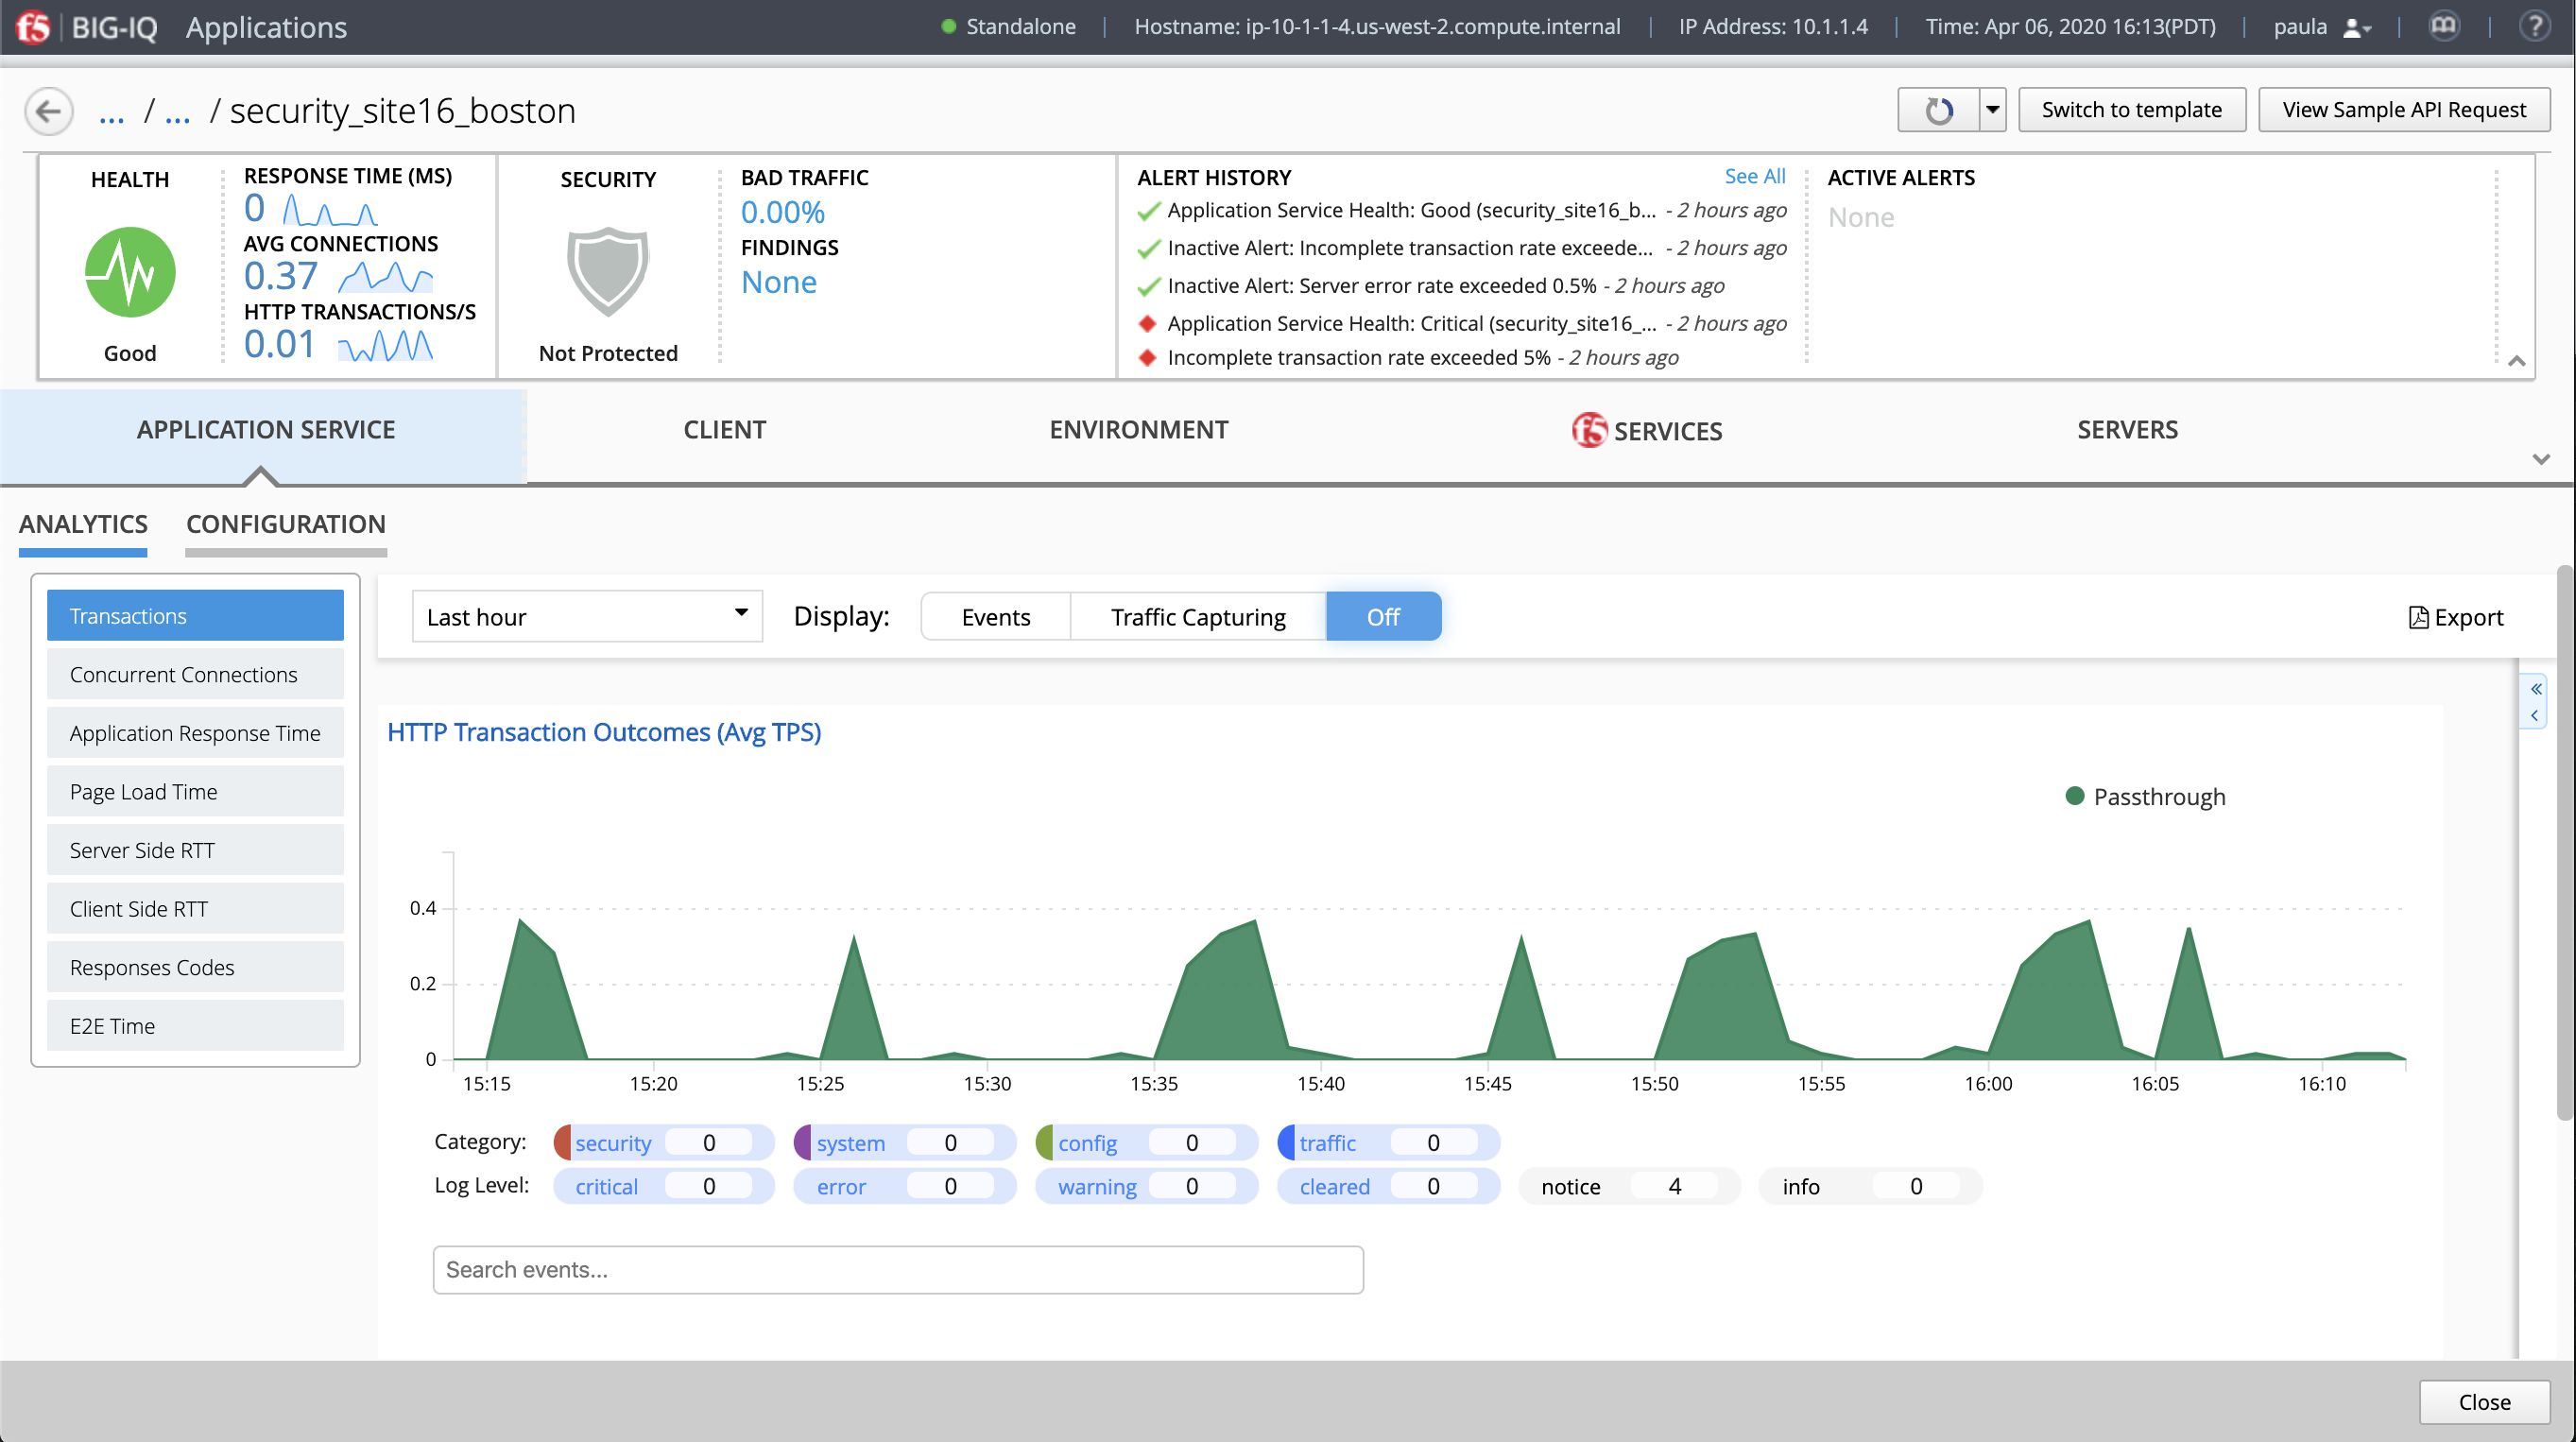 f5 BIG-IQ Applications Standalone Hostname: ip-10-1-1-4.us-west-2.compute.internal IP Address: 10.1.1.4 Time: Apr 06, 2020 16:13(PDT) paula ?
... / ... / security_site16_boston
Switch to template
View Sample API Request
HEALTH
Good
RESPONSE TIME (MS)
0
AVG CONNECTIONS
0.37
HTTP TRANSACTIONS/S
0.01
SECURITY
Not Protected
BAD TRAFFIC
0.00%
FINDINGS
None
ALERT HISTORY
See All
Application Service Health: Good (security_site16_b... - 2 hours ago
Inactive Alert: Incomplete transaction rate exceede... - 2 hours ago
Inactive Alert: Server error rate exceeded 0.5% - 2 hours ago
Application Service Health: Critical (security_site16_... - 2 hours ago
Incomplete transaction rate exceeded 5% - 2 hours ago
ACTIVE ALERTS
None
APPLICATION SERVICE
CLIENT
ENVIRONMENT
f5 SERVICES
SERVERS
ANALYTICS
CONFIGURATION
Transactions
Concurrent Connections
Application Response Time
Page Load Time
Server Side RTT
Client Side RTT
Responses Codes
E2E Time
Last hour
Display:
Events
Traffic Capturing
Off
Export
HTTP Transaction Outcomes (Avg TPS)
Passthrough
0.4
0.2
0
15:15 15:20 15:25 15:30 15:35 15:40 15:45 15:50 15:55 16:00 16:05 16:10
Category: security 0 system 0 config 0 traffic 0
Log Level: critical 0 error 0 warning 0 cleared 0 notice 4 info 0
Search events...
Close